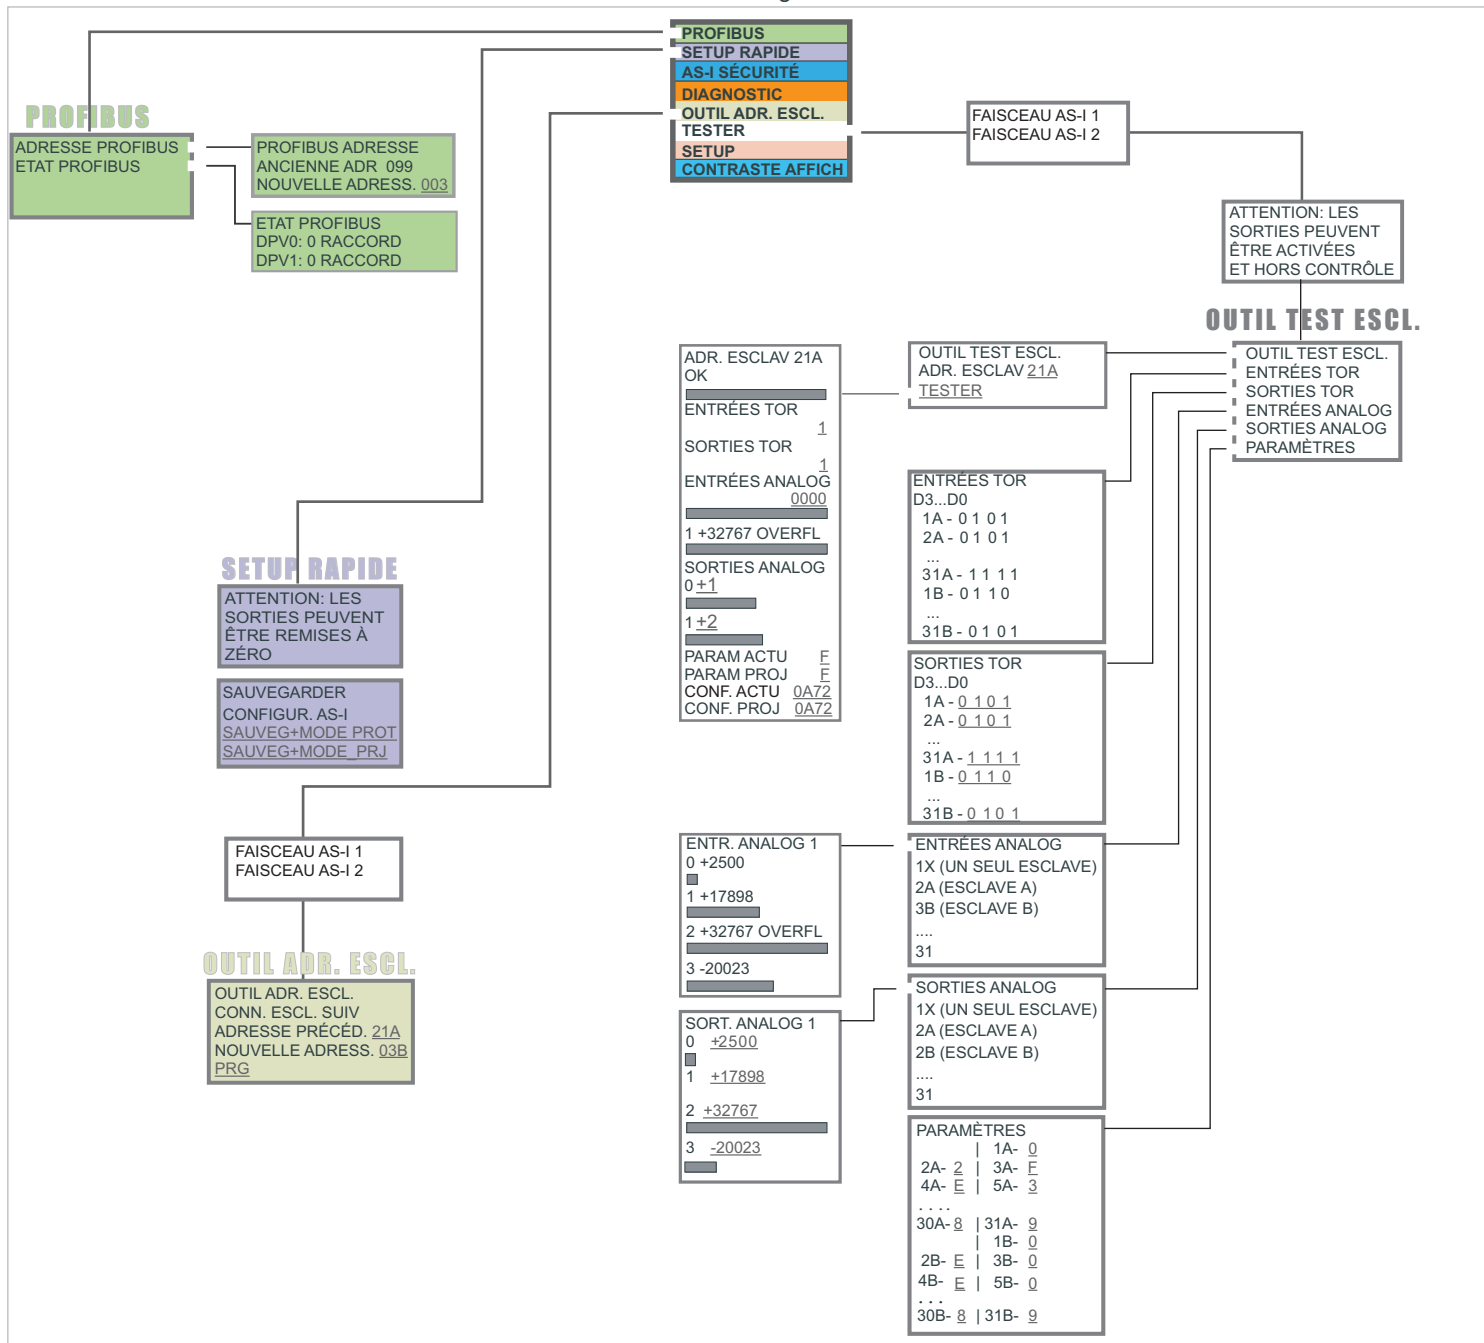 PROFIBUS
SETUP RAPIDE
AS-I SÉCURITÉ
DIAGNOSTIC
OUTIL ADR. ESCL.
TESTER
SETUP
CONTRASTE AFFICH
PROFIBUS
ADRESSE PROFIBUS
ETAT PROFIBUS
PROFIBUS ADRESSE
ANCIENNE ADR 099
NOUVELLE ADRESS. 003
ETAT PROFIBUS
DPV0: 0 RACCORD
DPV1: 0 RACCORD
FAISCEAU AS-I 1
FAISCEAU AS-I 2
ATTENTION: LES
SORTIES PEUVENT
ÊTRE ACTIVÉES
ET HORS CONTRÔLE
OUTIL TEST ESCL.
OUTIL TEST ESCL.
ENTRÉES TOR
SORTIES TOR
ENTRÉES ANALOG
SORTIES ANALOG
PARAMÈTRES
OUTIL TEST ESCL.
ADR. ESCLAV 21A
TESTER
ADR. ESCLAV 21A
OK
ENTRÉES TOR
1
SORTIES TOR
1
ENTRÉES ANALOG
0000
1 +32767 OVERFL
SORTIES ANALOG
0 +1
1 +2
PARAM ACTU F
PARAM PROJ F
CONF. ACTU 0A72
CONF. PROJ 0A72
ENTRÉES TOR
D3...D0
1A - 0 1 0 1
2A - 0 1 0 1
...
31A - 1 1 1 1
1B - 0 1 1 0
...
31B - 0 1 0 1
SORTIES TOR
D3...D0
1A - 0 1 0 1
2A - 0 1 0 1
...
31A - 1 1 1 1
1B - 0 1 1 0
...
31B - 0 1 0 1
SETUP RAPIDE
ATTENTION: LES
SORTIES PEUVENT
ÊTRE REMISES À
ZÉRO
SAUVEGARDER
CONFIGUR. AS-I
SAUVEG+MODE PROT
SAUVEG+MODE_PRJ
FAISCEAU AS-I 1
FAISCEAU AS-I 2
OUTIL ADR. ESCL.
OUTIL ADR. ESCL.
CONN. ESCL. SUIV
ADRESSE PRÉCÉD. 21A
NOUVELLE ADRESS. 03B
PRG
ENTR. ANALOG 1
0 +2500
1 +17898
2 +32767 OVERFL
3 -20023
ENTRÉES ANALOG
1X (UN SEUL ESCLAVE)
2A (ESCLAVE A)
3B (ESCLAVE B)
....
31
SORT. ANALOG 1
0 +2500
1 +17898
2 +32767
3 -20023
SORTIES ANALOG
1X (UN SEUL ESCLAVE)
2A (ESCLAVE A)
2B (ESCLAVE B)
....
31
PARAMÈTRES
| 1A- 0
2A- 2 | 3A- F
4A- E | 5A- 3
. . . .
30A- 8 | 31A- 9
| 1B- 0
2B- E | 3B- 0
4B- E | 5B- 0
. . .
30B- 8 | 31B- 9